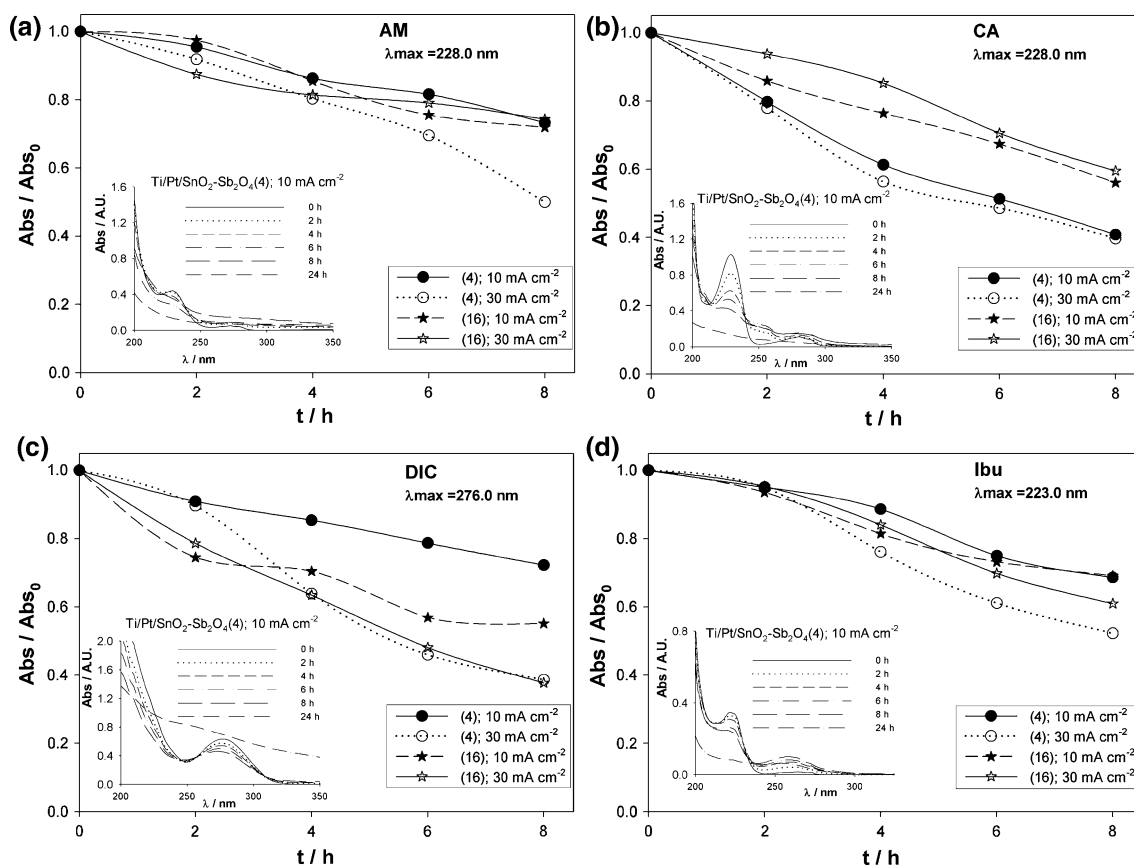 (a)
AM
λmax =228.0 nm
Abs / Abs₀
1.0
0.8
0.6
0.4
0.2
0.0
0 2 4 6 8
t / h
Ti/Pt/SnO₂-Sb₂O₄(4); 10 mA cm⁻²
Abs / A.U.
1.6
1.2
0.8
0.4
0.0
200 250 300 350
λ / nm
0 h
2 h
4 h
6 h
8 h
24 h
(4); 10 mA cm⁻²
(4); 30 mA cm⁻²
(16); 10 mA cm⁻²
(16); 30 mA cm⁻²
(b)
CA
λmax =228.0 nm
Abs / Abs₀
1.0
0.8
0.6
0.4
0.2
0.0
0 2 4 6 8
t / h
Ti/Pt/SnO₂-Sb₂O₄(4); 10 mA cm⁻²
Abs / A.U.
1.6
1.2
0.8
0.4
0.0
200 250 300 350
λ / nm
0 h
2 h
4 h
6 h
8 h
24 h
(4); 10 mA cm⁻²
(4); 30 mA cm⁻²
(16); 10 mA cm⁻²
(16); 30 mA cm⁻²
(c)
DIC
λmax =276.0 nm
Abs / Abs₀
1.0
0.8
0.6
0.4
0.2
0.0
0 2 4 6 8
t / h
Ti/Pt/SnO₂-Sb₂O₄(4); 10 mA cm⁻²
Abs / A.U.
2.0
1.6
1.2
0.8
0.4
0.0
200 250 300 350
λ / nm
0 h
2 h
4 h
6 h
8 h
24 h
(4); 10 mA cm⁻²
(4); 30 mA cm⁻²
(16); 10 mA cm⁻²
(16); 30 mA cm⁻²
(d)
Ibu
λmax =223.0 nm
Abs / Abs₀
1.0
0.8
0.6
0.4
0.2
0.0
0 2 4 6 8
t / h
Ti/Pt/SnO₂-Sb₂O₄(4); 10 mA cm⁻²
Abs / A.U.
0.8
0.4
0.0
200 250 300
λ / nm
0 h
2 h
4 h
6 h
8 h
24 h
(4); 10 mA cm⁻²
(4); 30 mA cm⁻²
(16); 10 mA cm⁻²
(16); 30 mA cm⁻²